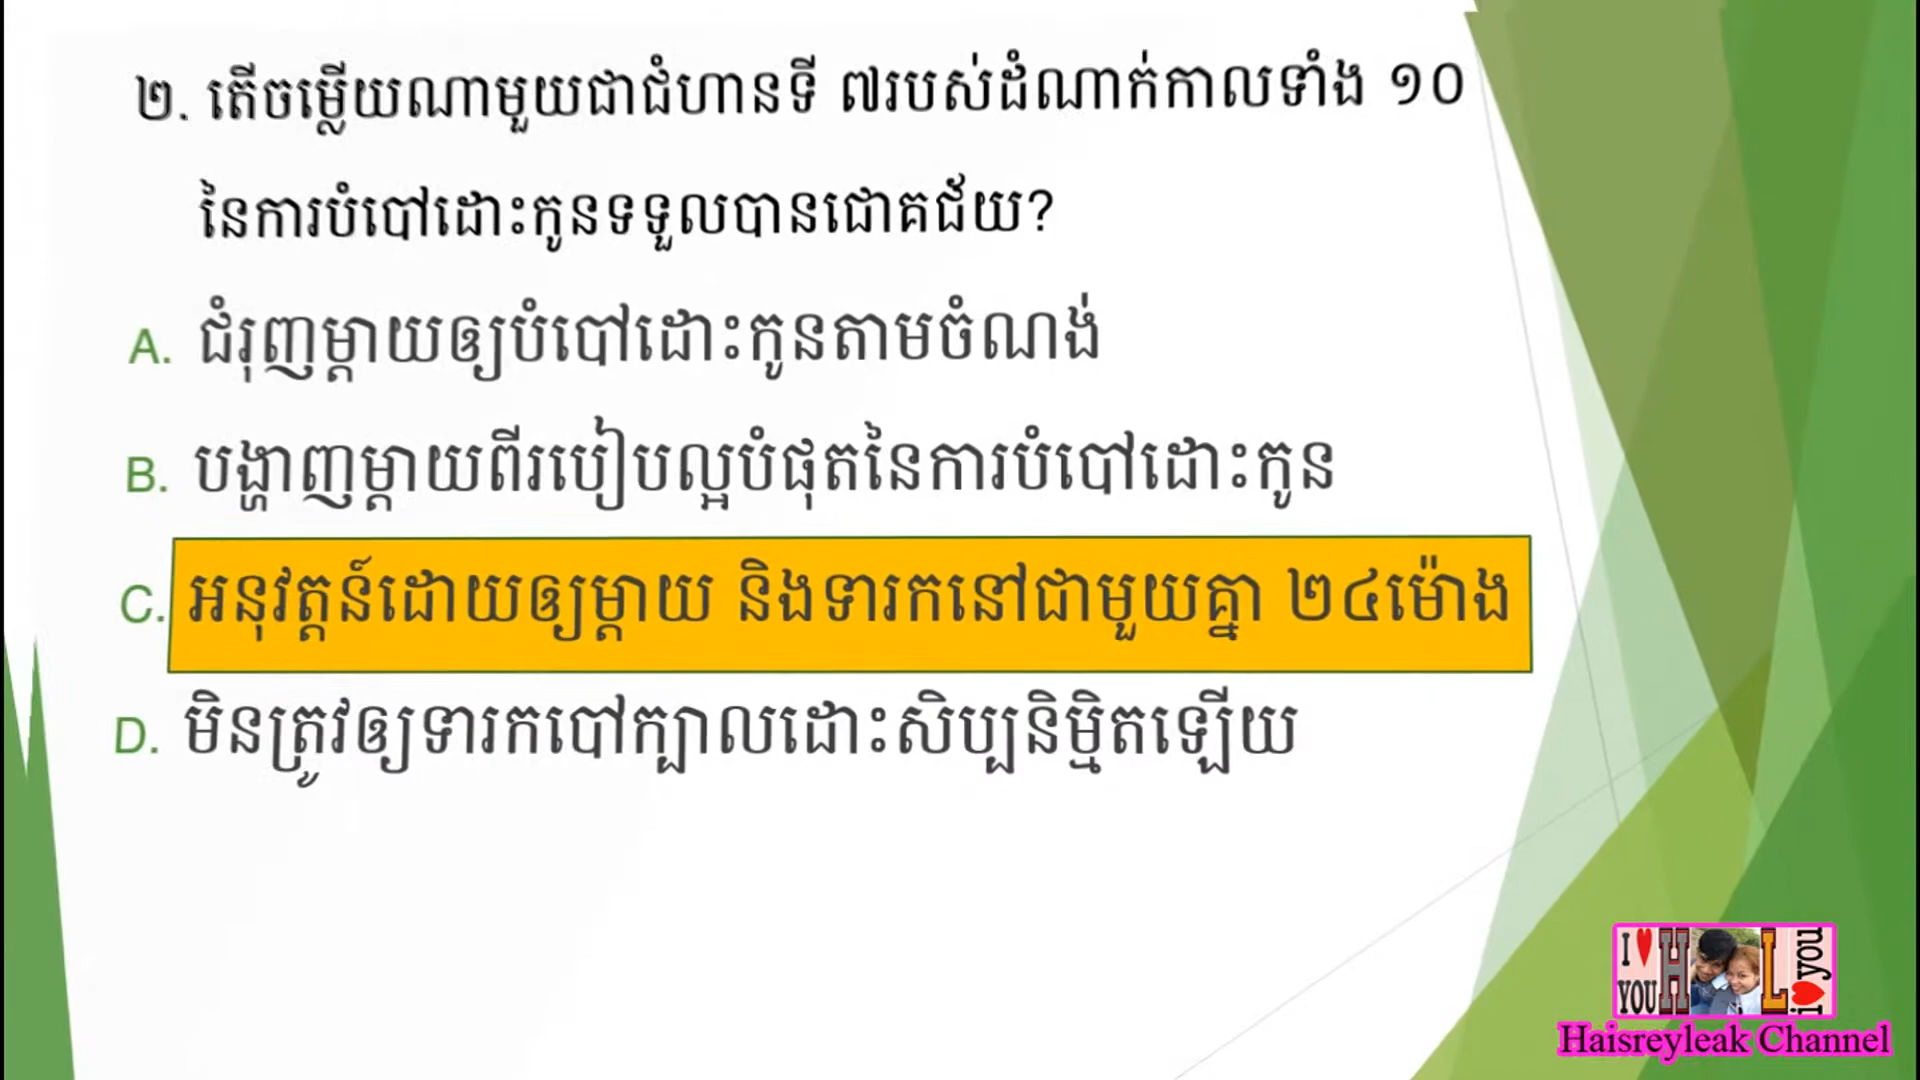 ២. តើចម្លើយណាមួយជាជំហានទី ៧របស់ដំណាក់កាលទាំង ១០
នៃការបំបៅដោះកូនទទួលបានជោគជ័យ?
A. ជំរុញម្តាយឲ្យបំបៅដោះកូនតាមចំណង់
B. បង្ហាញម្តាយពីរបៀបល្អបំផុតនៃការបំបៅដោះកូន
C. អនុវត្តន៍ដោយឲ្យម្តាយ និងទារកនៅជាមួយគ្នា ២៤ម៉ោង
D. មិនត្រូវឲ្យទារកបៅក្បាលដោះសិប្បនិម្មិតឡើយ
I ♥ YOU H L i ♥ you
Haisreyleak Channel